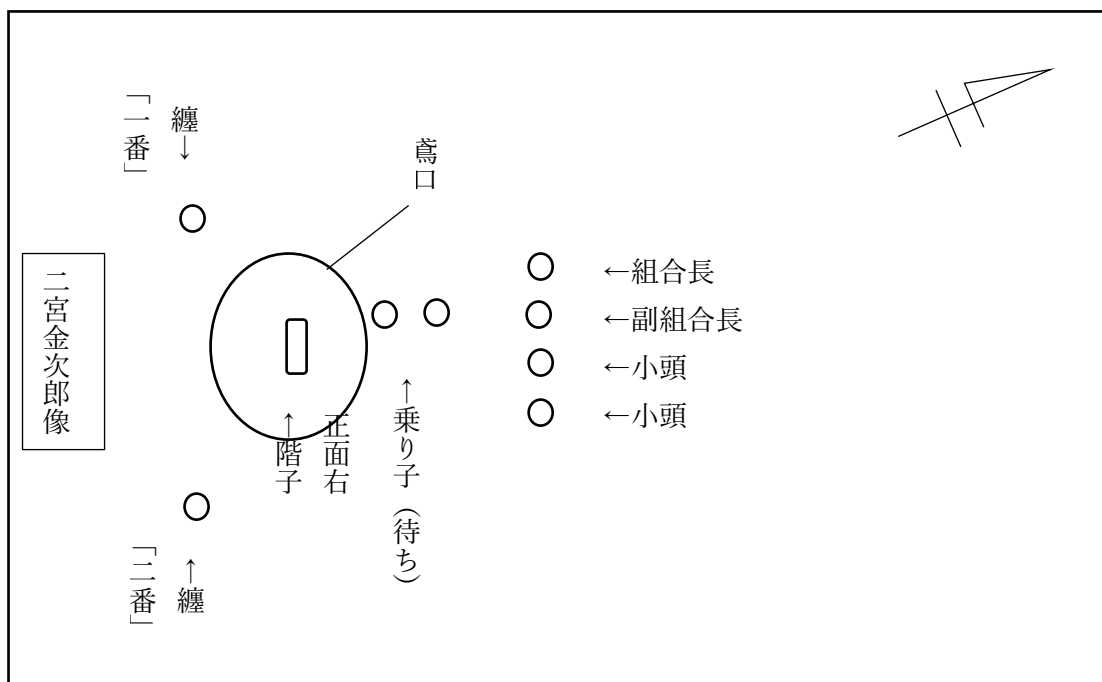 「一番」
纏↓
鳶口
二宮金次郎像
←組合長
←副組合長
←小頭
←小頭
正面右
↑階子
↑乗り子（待ち）
↑纏
「二番」